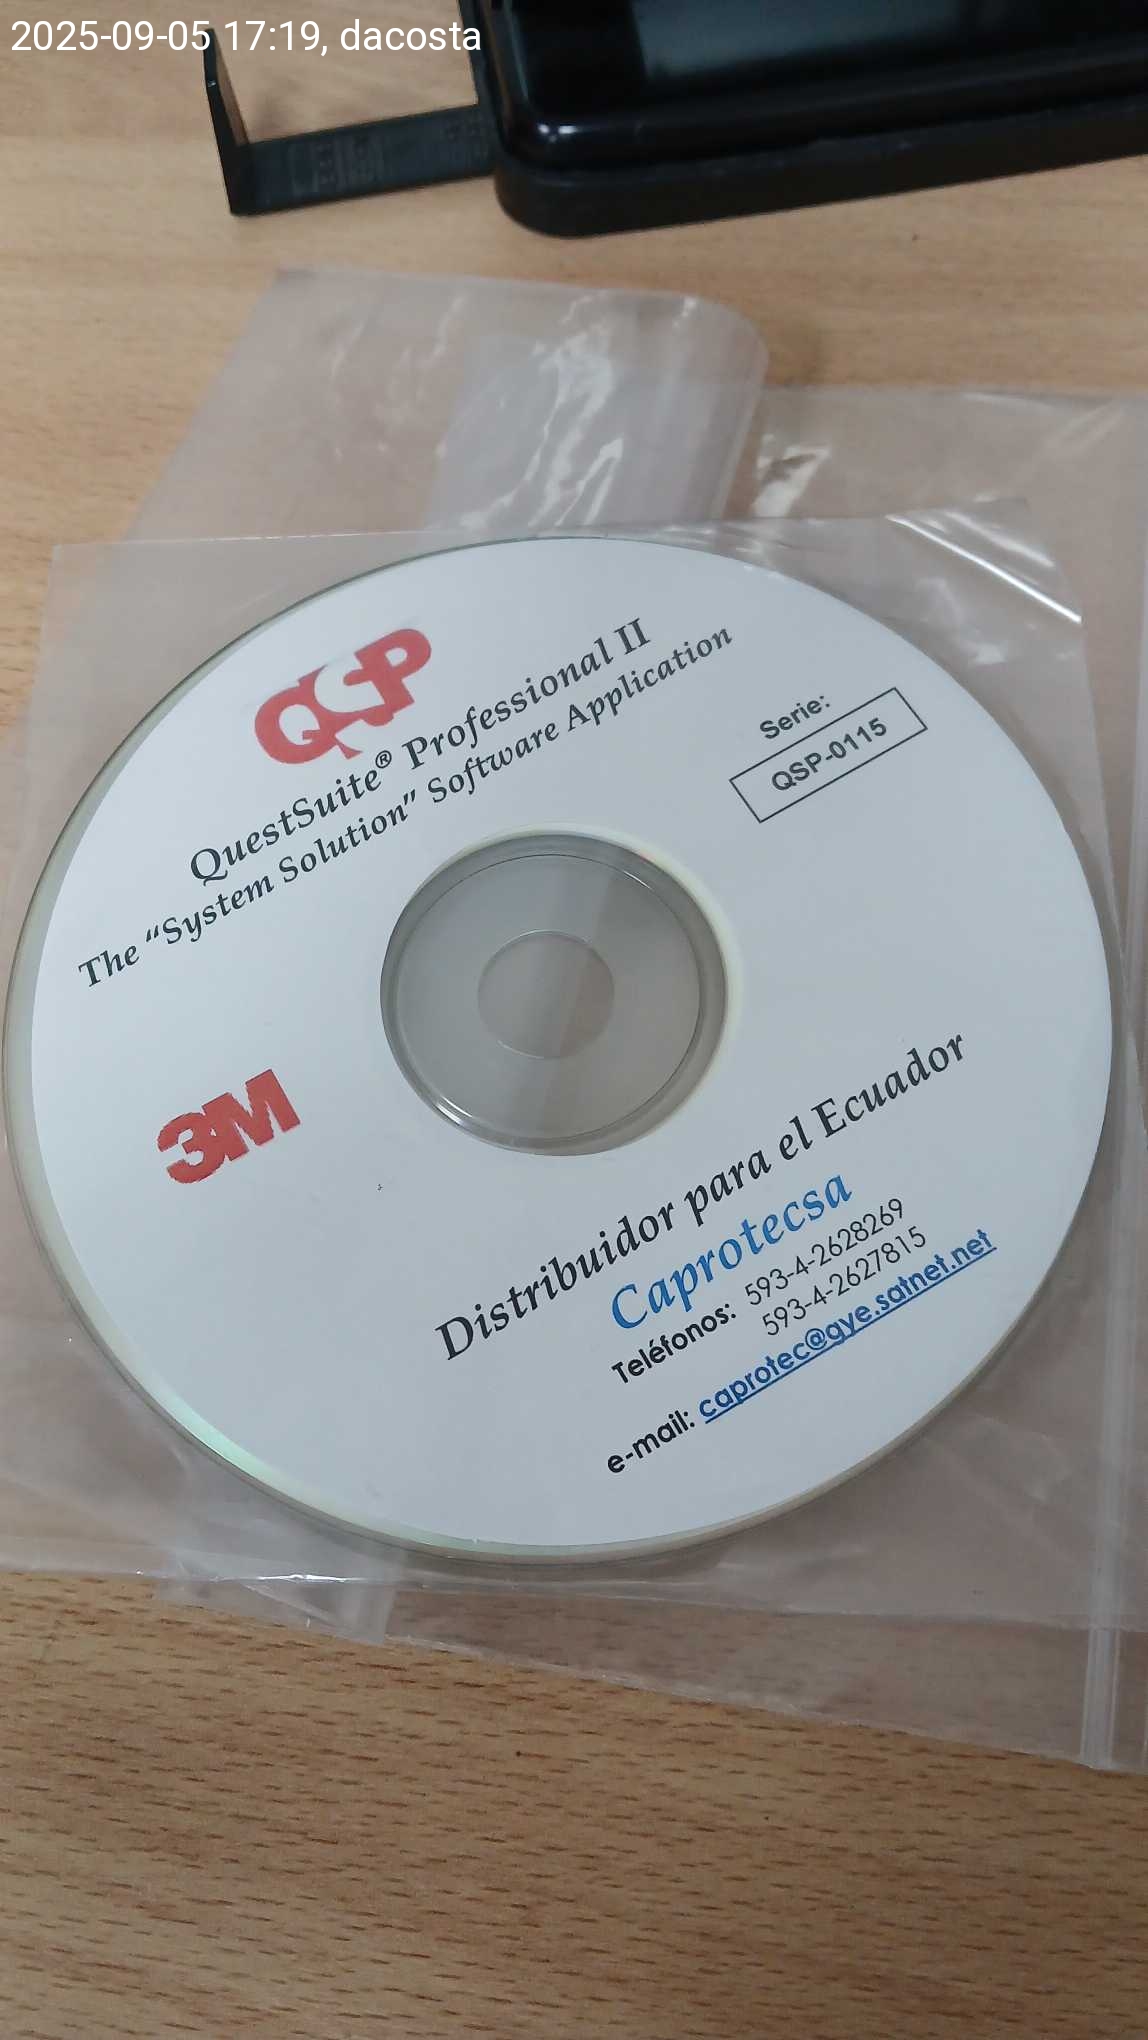 2025-09-05 17:19, dacosta
QSP
QuestSuite® Professional II
The "System Solution" Software Application
Serie:
QSP-0115
3M
Distribuidor para el Ecuador
Caprotecsa
Teléfonos: 593-4-2628269
593-4-2627815
e-mail: caprotec@gye.satnet.net